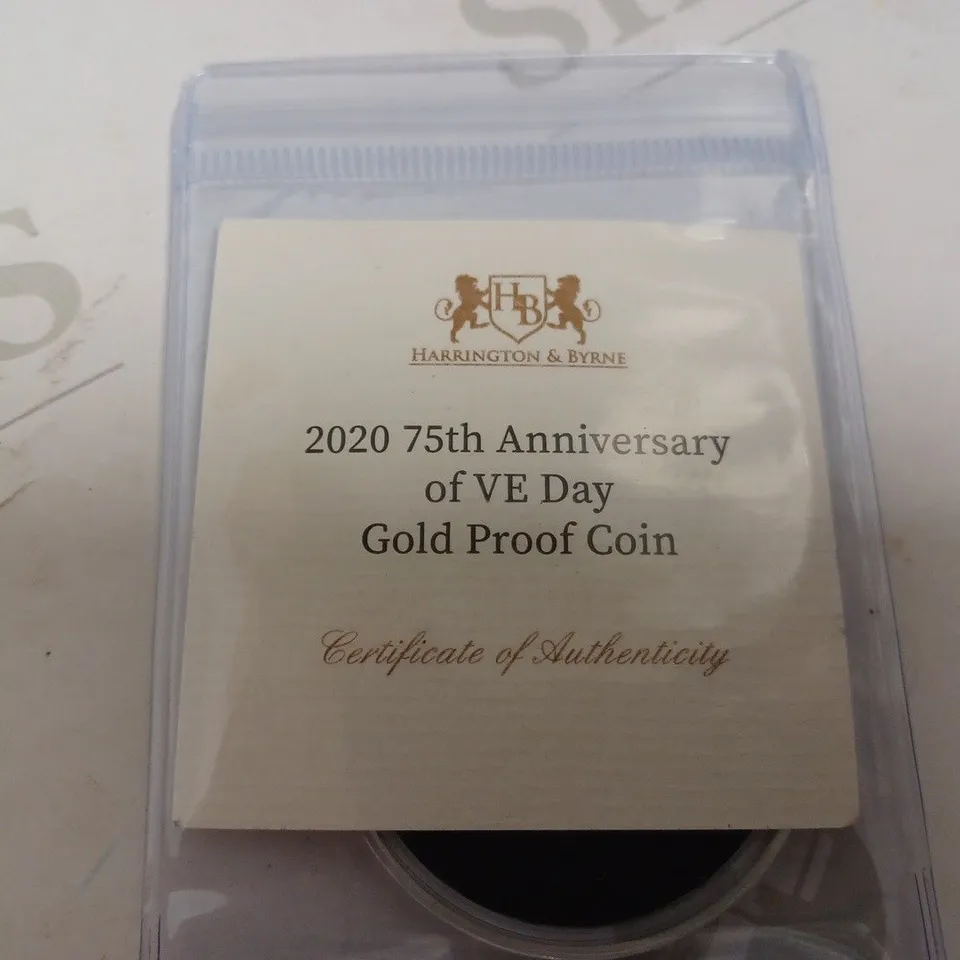 HB
HARRINGTON & BYRNE
2020 75th Anniversary
of VE Day
Gold Proof Coin
Certificate of Authenticity